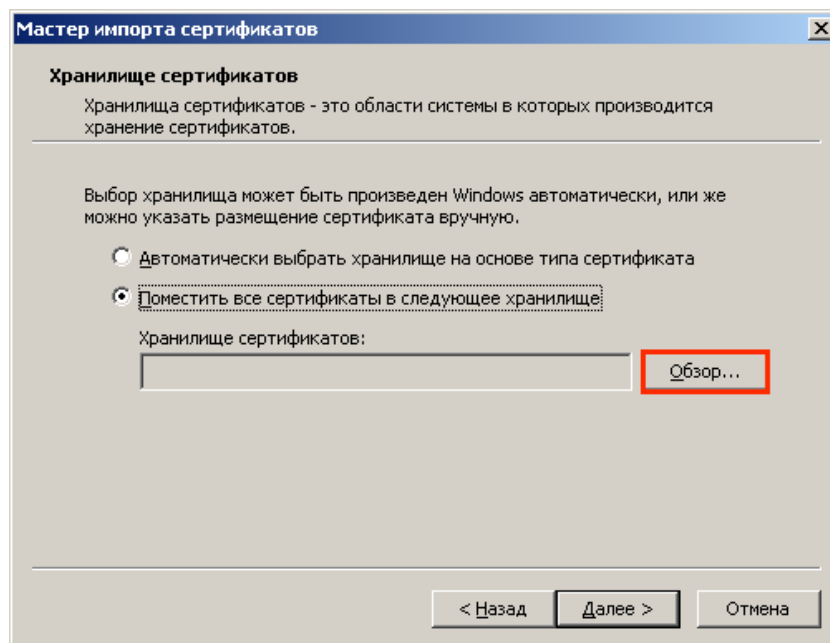 Мастер импорта сертификатов
Хранилище сертификатов
Хранилища сертификатов - это области системы в которых производится
хранение сертификатов.
Выбор хранилища может быть произведен Windows автоматически, или же
можно указать размещение сертификата вручную.
Автоматически выбрать хранилище на основе типа сертификата
Поместить все сертификаты в следующее хранилище
Хранилище сертификатов:
Обзор...
< Назад
Далее >
Отмена